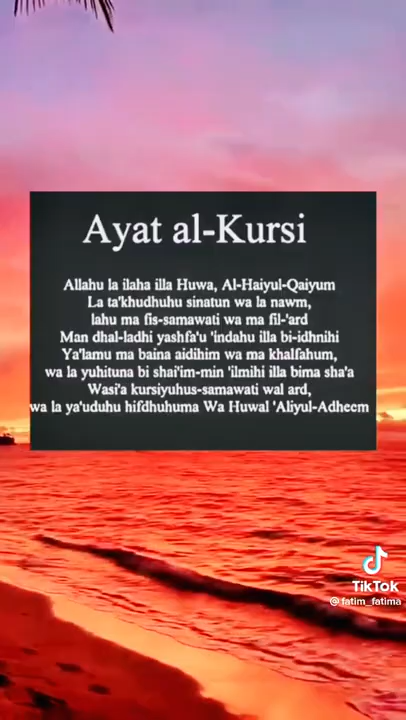 Ayat al-Kursi
Allahu la ilaha illa Huwa, Al-Haiyul-Qaiyum
La ta'khudhuhu sinatun wa la nawm,
lahu ma fis-samawati wa ma fil-'ard
Man dhal-ladhi yashfa'u 'indahu illa bi-idhnihi
Ya'lamu ma baina aidihim wa ma khalfahum,
wa la yuhituna bi shai'im-min 'ilmihi illa bima sha'a
Wasi'a kursiyuhus-samawati wal ard,
wa la ya'uduhu hifdhuhuma Wa Huwal 'Aliyul-Adheem
TikTok
@fatim_fatima